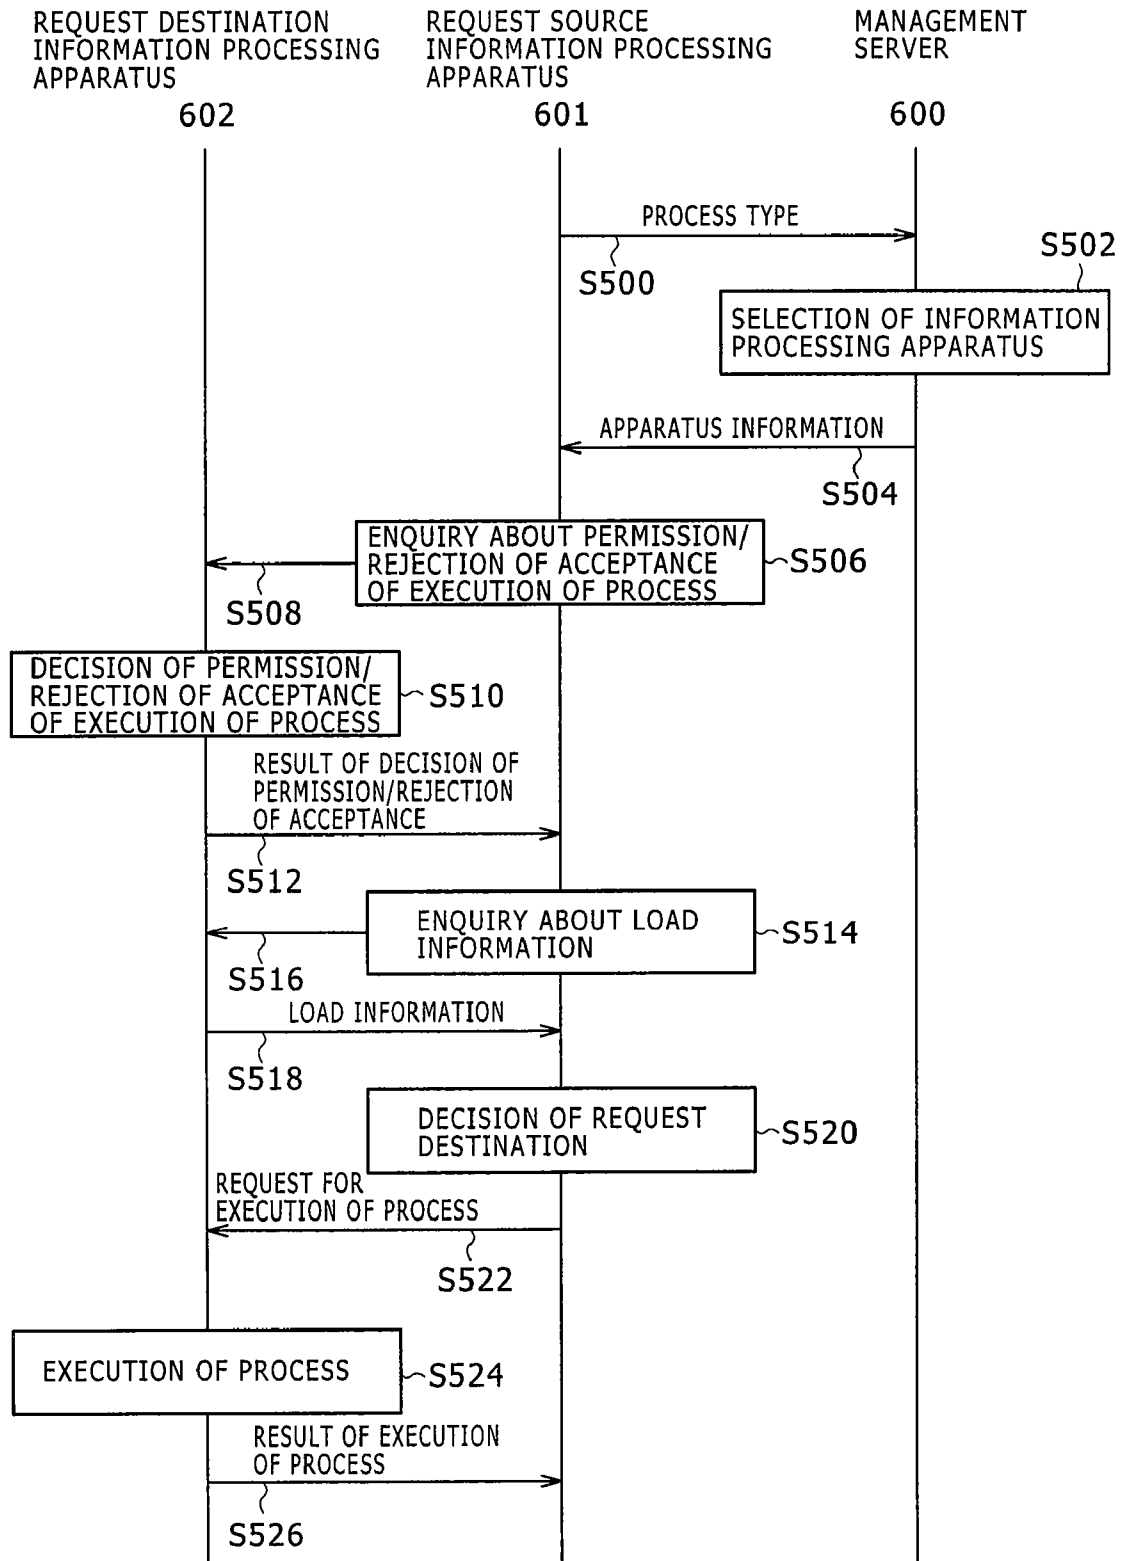 REQUEST DESTINATION
INFORMATION PROCESSING
APPARATUS
602
REQUEST SOURCE
INFORMATION PROCESSING
APPARATUS
601
MANAGEMENT
SERVER
600
PROCESS TYPE
S500
S502
SELECTION OF INFORMATION
PROCESSING APPARATUS
APPARATUS INFORMATION
S504
ENQUIRY ABOUT PERMISSION/
REJECTION OF ACCEPTANCE
OF EXECUTION OF PROCESS
S506
S508
DECISION OF PERMISSION/
REJECTION OF ACCEPTANCE
OF EXECUTION OF PROCESS
S510
RESULT OF DECISION OF
PERMISSION/REJECTION
OF ACCEPTANCE
S512
ENQUIRY ABOUT LOAD
INFORMATION
S514
S516
LOAD INFORMATION
S518
DECISION OF REQUEST
DESTINATION
S520
REQUEST FOR
EXECUTION OF PROCESS
S522
EXECUTION OF PROCESS
S524
RESULT OF EXECUTION
OF PROCESS
S526